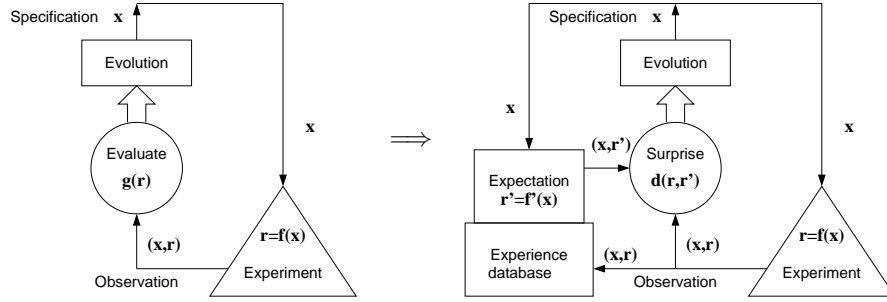 Specification x
Evolution
x
Evaluate
g(r)
r=f(x)
(x,r)
Experiment
Observation
⟹
Specification x
Evolution
x
x
(x,r')
Expectation
r'=f'(x)
Surprise
d(r,r')
Experience
database
(x,r)
(x,r)
r=f(x)
Observation
Experiment